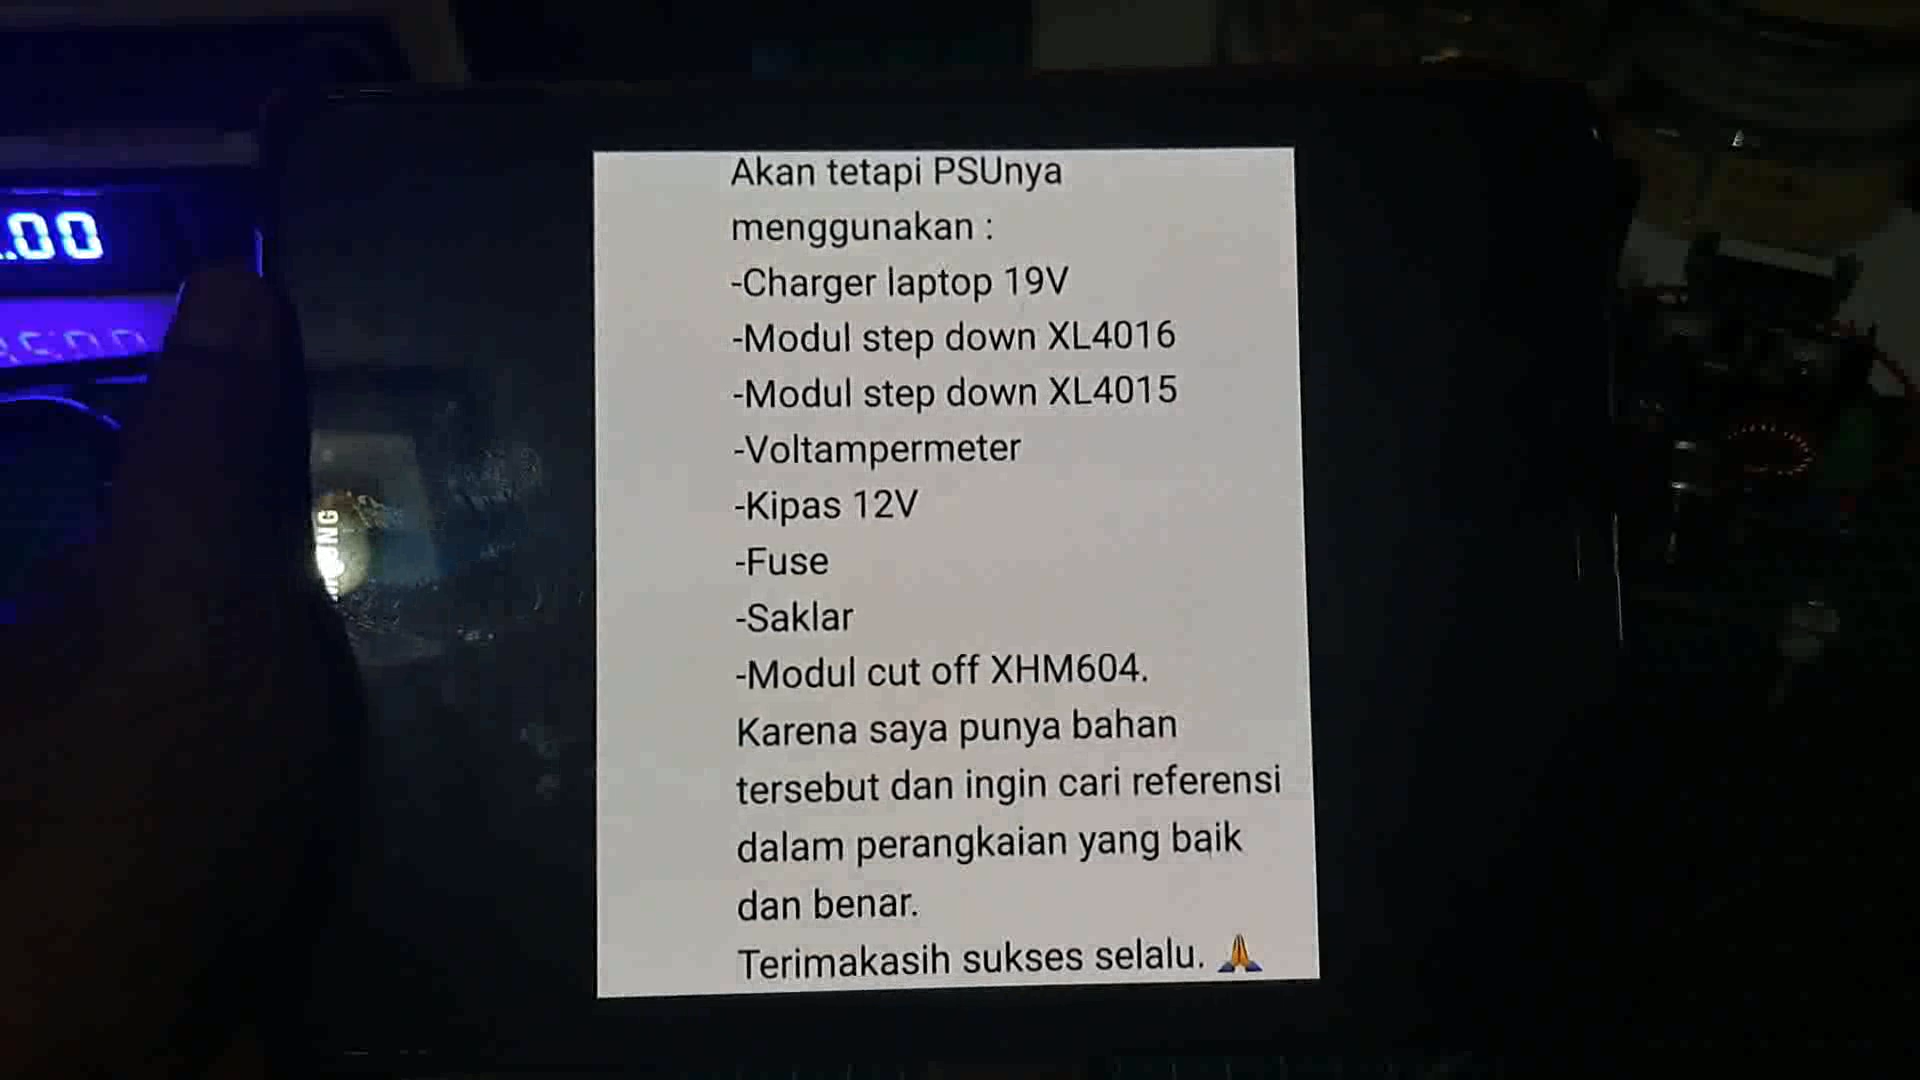 .00
Akan tetapi PSUnya
menggunakan :
-Charger laptop 19V
-Modul step down XL4016
-Modul step down XL4015
-Voltampermeter
-Kipas 12V
-Fuse
-Saklar
-Modul cut off XHM604.
Karena saya punya bahan
tersebut dan ingin cari referensi
dalam perangkaian yang baik
dan benar.
Terimakasih sukses selalu. 🙏